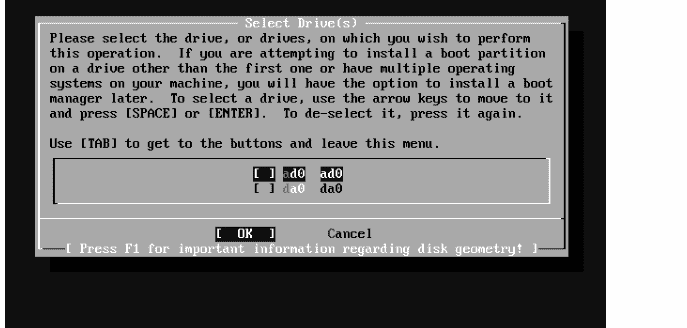 Select Drive(s)
Please select the drive, or drives, on which you wish to perform
this operation.  If you are attempting to install a boot partition
on a drive other than the first one or have multiple operating
systems on your machine, you will have the option to install a boot
manager later.  To select a drive, use the arrow keys to move to it
and press [SPACE] or [ENTER].  To de-select it, press it again.
Use [TAB] to get to the buttons and leave this menu.
[ ] ad0 ad0
[ ] da0 da0
[ OK ] Cancel
[ Press F1 for important information regarding disk geometry! ]